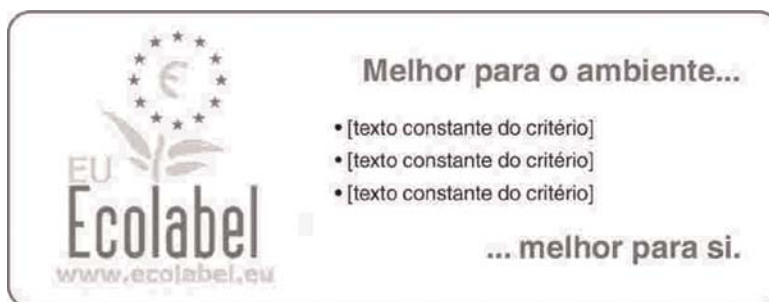 Melhor para o ambiente...
• [texto constante do critério]
• [texto constante do critério]
• [texto constante do critério]
... melhor para si.
EU
Ecolabel
www.ecolabel.eu